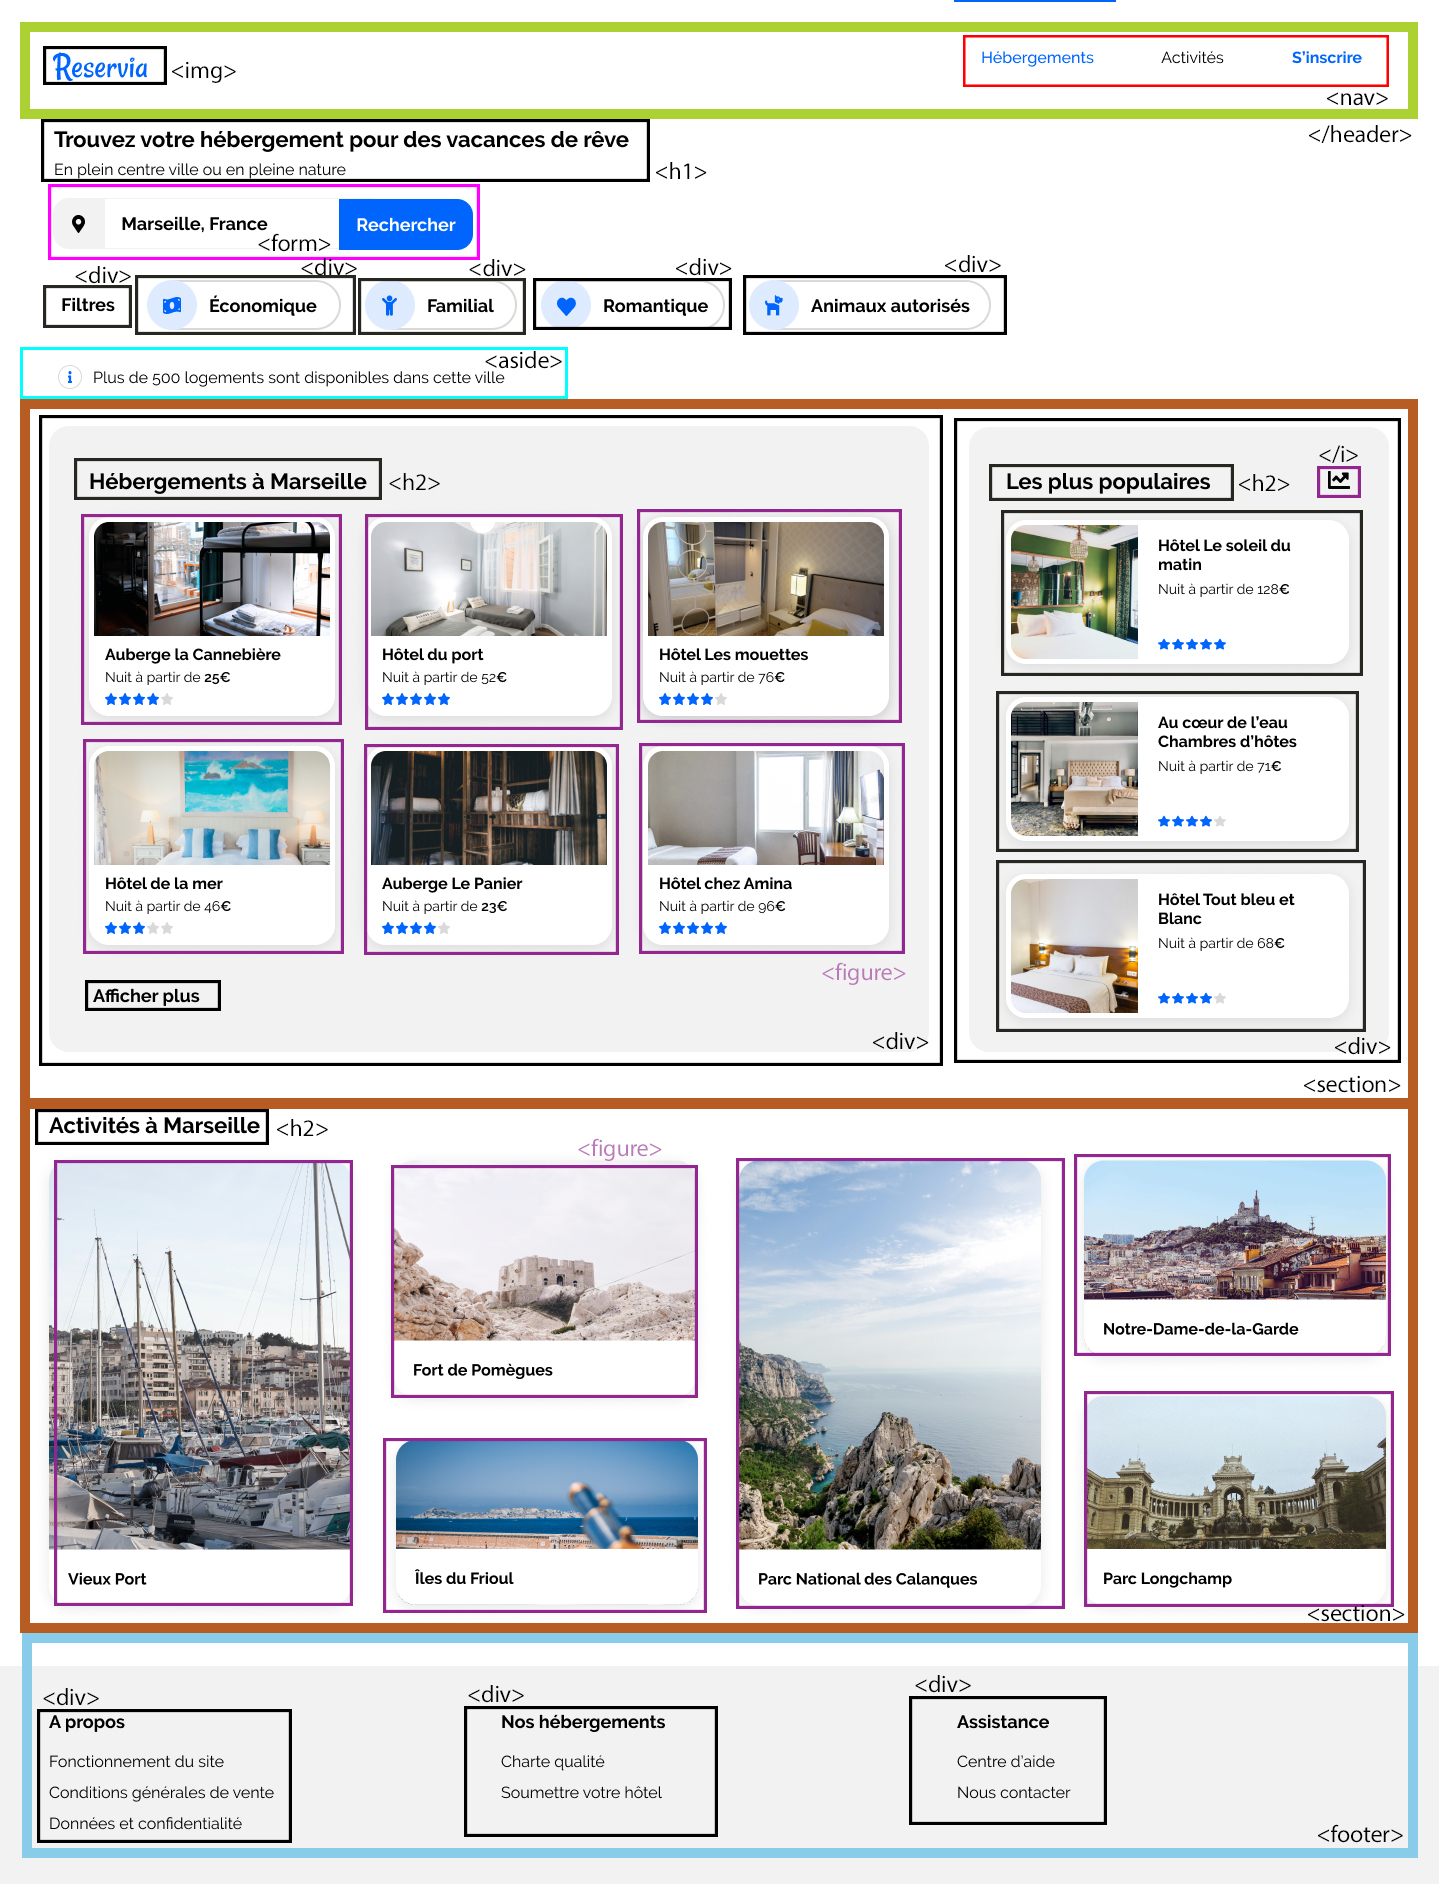 Reservia
<img>
Hébergements
Activités
S'inscrire
<nav>
</header>
Trouvez votre hébergement pour des vacances de rêve
En plein centre ville ou en pleine nature
<h1>
Marseille, France
Rechercher
<form>
<div>
<div>
<div>
<div>
<div>
Filtres
Économique
Familial
Romantique
Animaux autorisés
<aside>
Plus de 500 logements sont disponibles dans cette ville
Hébergements à Marseille
<h2>
Auberge la Cannebière
Nuit à partir de 25€
Hôtel du port
Nuit à partir de 52€
Hôtel Les mouettes
Nuit à partir de 76€
Hôtel de la mer
Nuit à partir de 46€
Auberge Le Panier
Nuit à partir de 23€
Hôtel chez Amina
Nuit à partir de 96€
<figure>
Afficher plus
<div>
</i>
Les plus populaires
<h2>
Hôtel Le soleil du
matin
Nuit à partir de 128€
Au cœur de l'eau
Chambres d'hôtes
Nuit à partir de 71€
Hôtel Tout bleu et
Blanc
Nuit à partir de 68€
<div>
<section>
Activités à Marseille
<h2>
<figure>
Vieux Port
Fort de Pomègues
Îles du Frioul
Parc National des Calanques
Notre-Dame-de-la-Garde
Parc Longchamp
<section>
<div>
A propos
Fonctionnement du site
Conditions générales de vente
Données et confidentialité
<div>
Nos hébergements
Charte qualité
Soumettre votre hôtel
<div>
Assistance
Centre d'aide
Nous contacter
<footer>